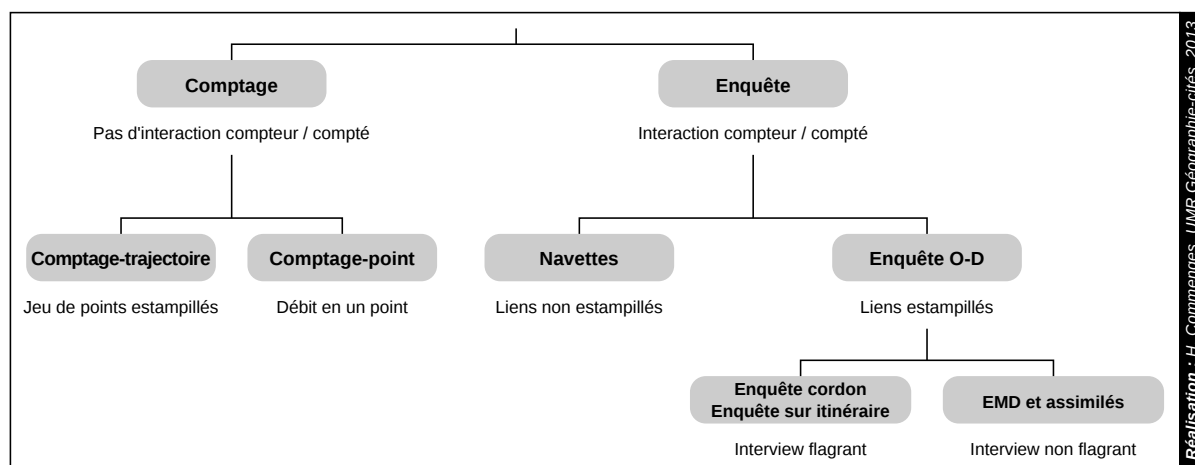 Comptage
Enquête
Pas d'interaction compteur / compté
Interaction compteur / compté
Comptage-trajectoire
Comptage-point
Navettes
Enquête O-D
Jeu de points estampillés
Débit en un point
Liens non estampillés
Liens estampillés
Enquête cordon
Enquête sur itinéraire
EMD et assimilés
Interview flagrant
Interview non flagrant
Réalisation : H. Commenges, UMR Géographie-cités, 2013